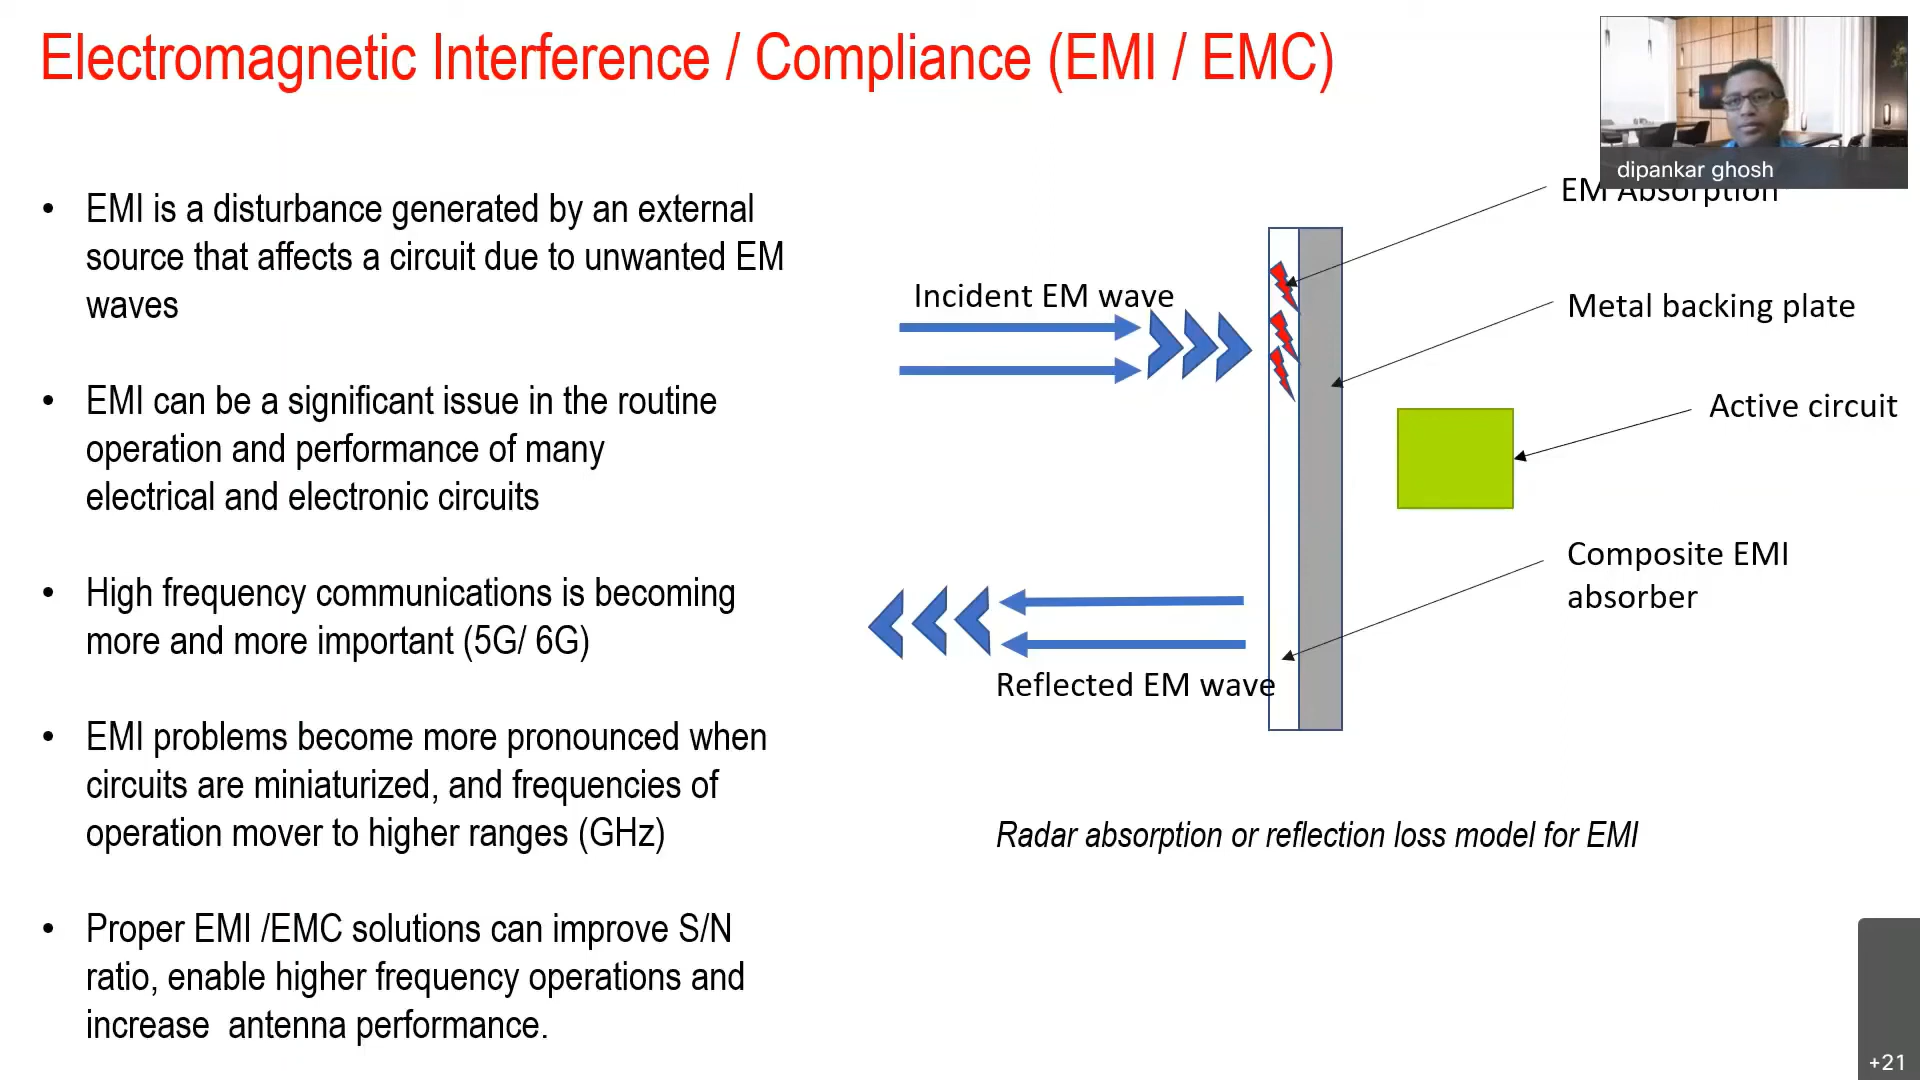 Electromagnetic Interference / Compliance (EMI / EMC)
dipankar ghosh
• EMI is a disturbance generated by an external
source that affects a circuit due to unwanted EM
waves
• EMI can be a significant issue in the routine
operation and performance of many
electrical and electronic circuits
• High frequency communications is becoming
more and more important (5G/ 6G)
• EMI problems become more pronounced when
circuits are miniaturized, and frequencies of
operation mover to higher ranges (GHz)
• Proper EMI /EMC solutions can improve S/N
ratio, enable higher frequency operations and
increase  antenna performance.
EM Absorption
Incident EM wave
Metal backing plate
Active circuit
Composite EMI
absorber
Reflected EM wave
Radar absorption or reflection loss model for EMI
+21